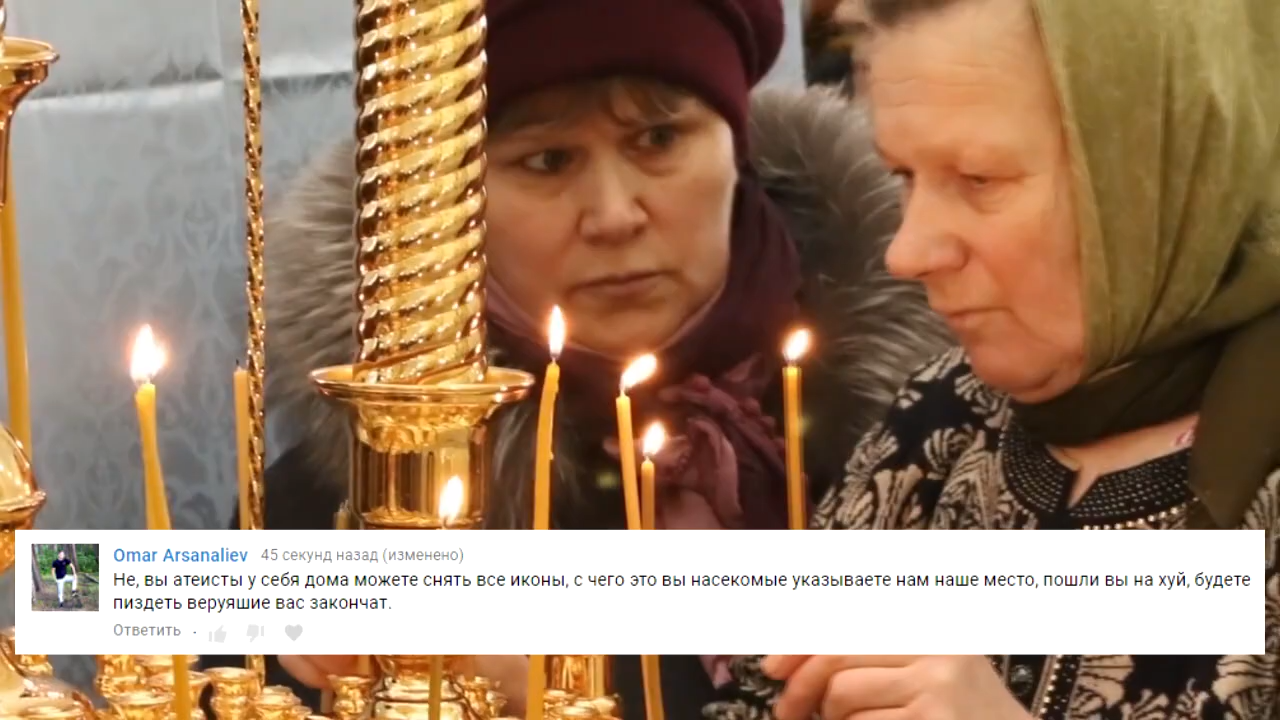 Omar Arsanaliev 45 секунд назад (изменено)
Не, вы атеисты у себя дома можете снять все иконы, с чего это вы насекомые указываете нам наше место, пошли вы на хуй, будете
пиздеть веруяшие вас закончат.
Ответить